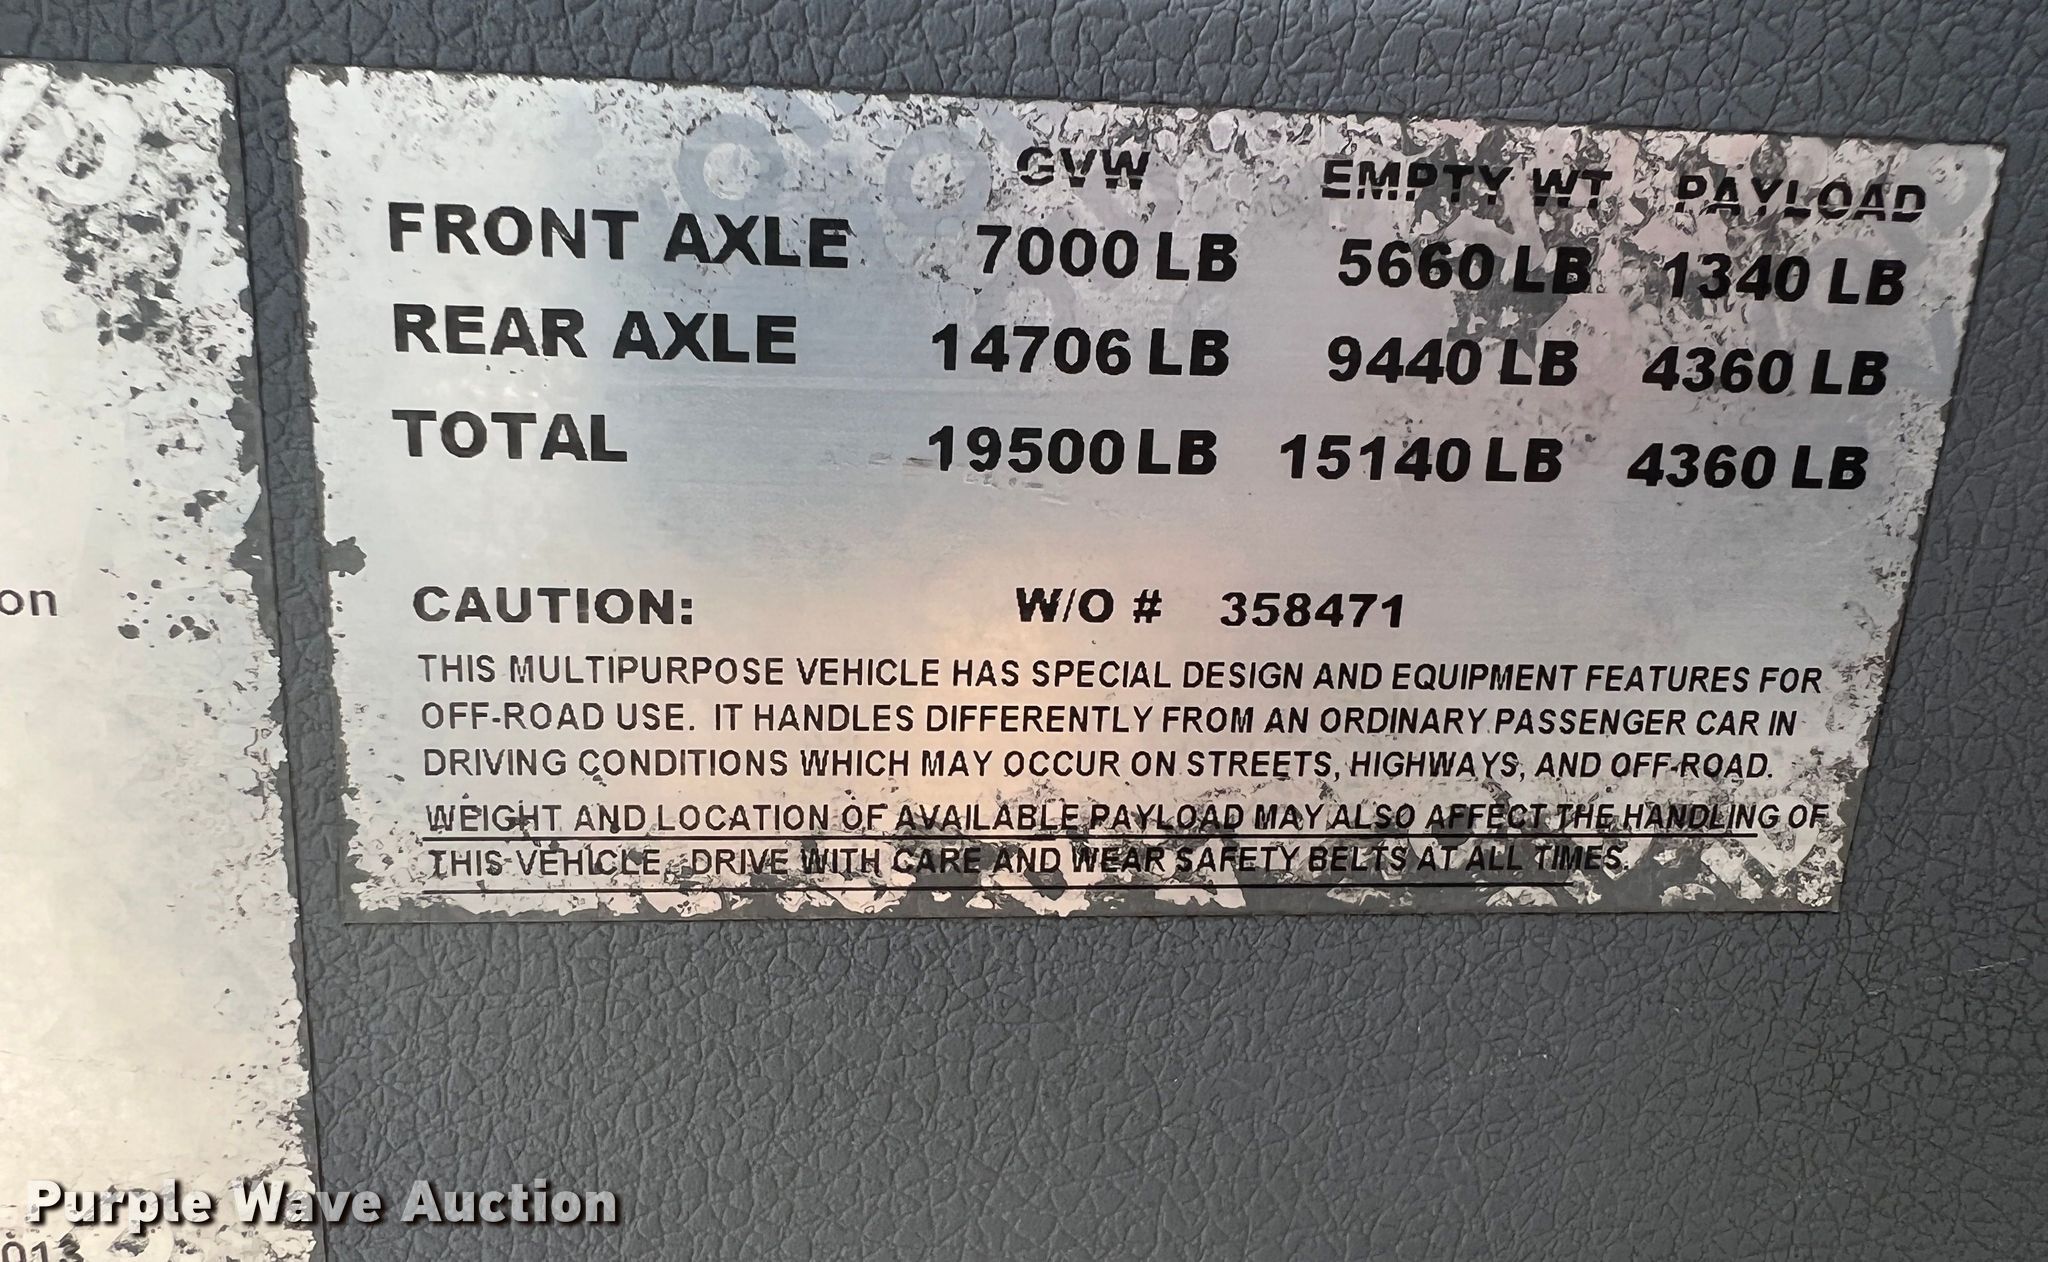 GVW EMPTY WT PAYLOAD
FRONT AXLE 7000 LB 5660 LB 1340 LB
REAR AXLE 14706 LB 9440 LB 4360 LB
TOTAL 19500 LB 15140 LB 4360 LB
on
CAUTION: W/O # 358471
THIS MULTIPURPOSE VEHICLE HAS SPECIAL DESIGN AND EQUIPMENT FEATURES FOR
OFF-ROAD USE. IT HANDLES DIFFERENTLY FROM AN ORDINARY PASSENGER CAR IN
DRIVING CONDITIONS WHICH MAY OCCUR ON STREETS, HIGHWAYS, AND OFF-ROAD.
WEIGHT AND LOCATION OF AVAILABLE PAYLOAD MAY ALSO AFFECT THE HANDLING OF
THIS VEHICLE. DRIVE WITH CARE AND WEAR SAFETY BELTS AT ALL TIMES.
Purple Wave Auction
013